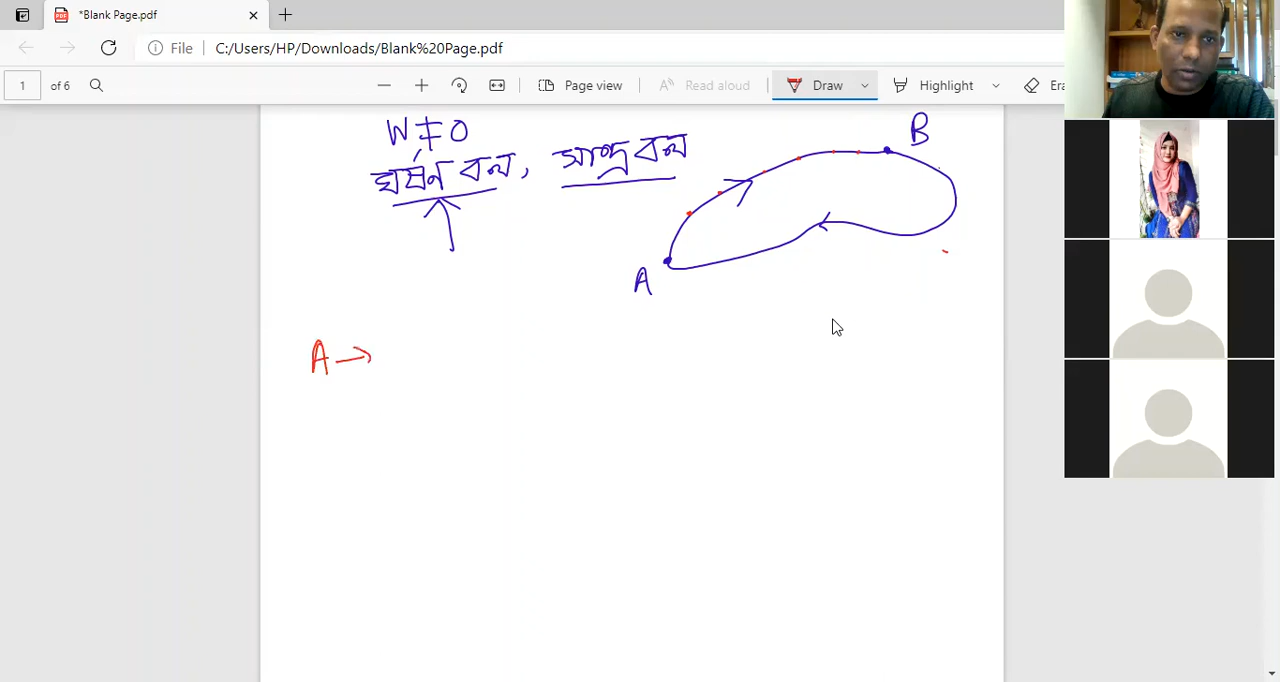 *Blank Page.pdf
File C:/Users/HP/Downloads/Blank%20Page.pdf
1 of 6 Page view Read aloud Draw Highlight Era
W ≠ 0
ঘর্ষণ বল, সান্দ্র বল
B
A
A →